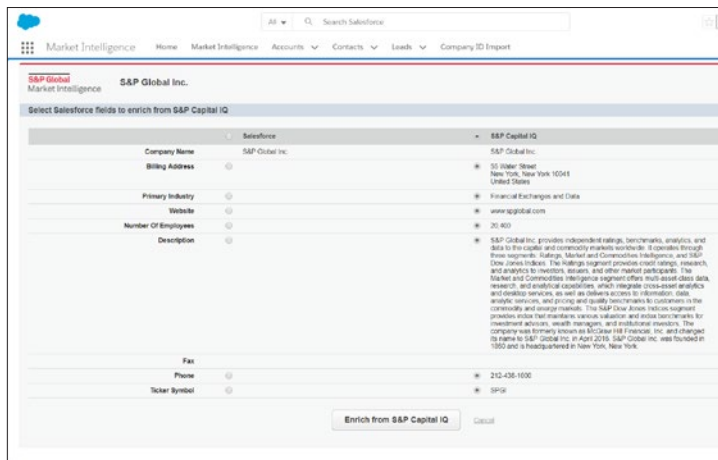 All
Search Salesforce
Market Intelligence Home Market Intelligence Accounts Contacts Leads Company ID Import
S&P Global
Market Intelligence
S&P Global Inc.
Select Salesforce fields to enrich from S&P Capital IQ
Salesforce S&P Capital IQ
Company Name S&P Global Inc. S&P Global Inc.
Billing Address 55 Water Street
New York, New York 10041
United States
Primary Industry Financial Exchanges and Data
Website www.spglobal.com
Number Of Employees 20,400
Description S&P Global Inc. provides independent ratings, benchmarks, analytics, and
data to the capital and commodity markets worldwide. It operates through
three segments: Ratings, Market and Commodities Intelligence, and S&P
Dow Jones Indices. The Ratings segment provides credit ratings, research,
and analytics to investors, issuers, and other market participants. The
Market and Commodities Intelligence segment offers multi-asset-class data,
research, and analytical capabilities, which integrate cross-asset analytics
and desktop services, as well as delivers access to information, data,
analytic services, and pricing and quality benchmarks to customers in the
commodity and energy markets. The S&P Dow Jones Indices segment
provides index that maintains various valuation and index benchmarks for
investment advisors, wealth managers, and institutional investors. The
company was formerly known as McGraw Hill Financial, Inc. and changed
its name to S&P Global Inc. in April 2016. S&P Global Inc. was founded in
1860 and is headquartered in New York, New York.
Fax
Phone 212-438-1000
Ticker Symbol SPGI
Enrich from S&P Capital IQ Cancel